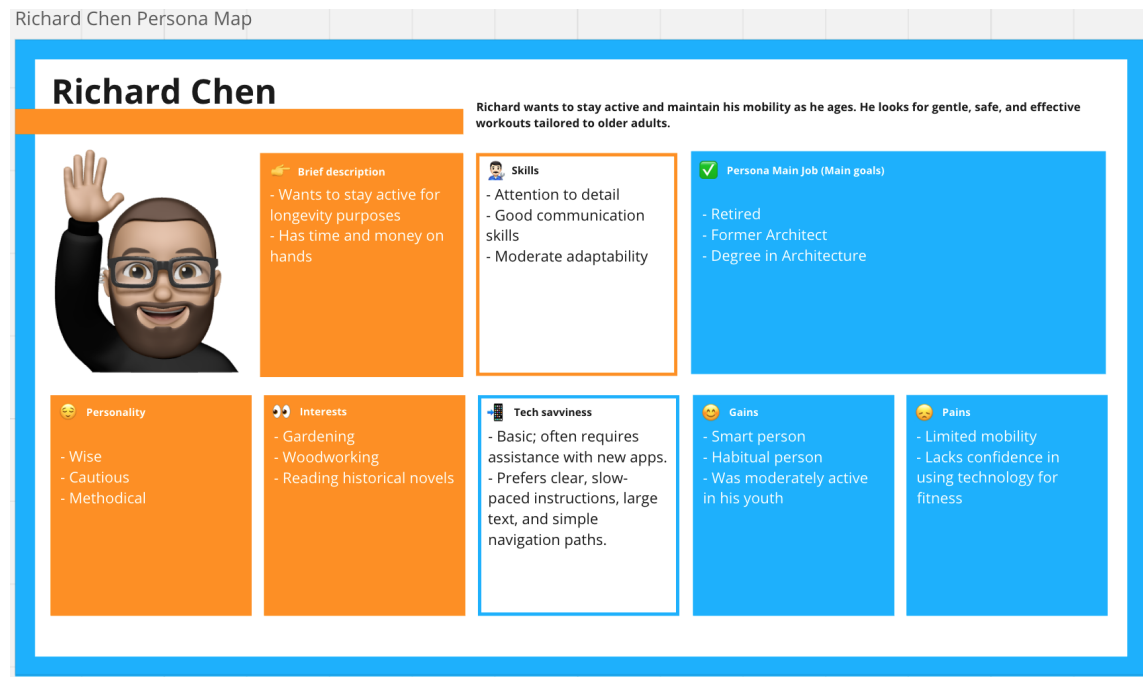 Richard Chen Persona Map
Richard Chen
Richard wants to stay active and maintain his mobility as he ages. He looks for gentle, safe, and effective
workouts tailored to older adults.
Brief description
- Wants to stay active for
longevity purposes
- Has time and money on
hands
Skills
- Attention to detail
- Good communication
skills
- Moderate adaptability
Persona Main Job (Main goals)
- Retired
- Former Architect
- Degree in Architecture
Personality
- Wise
- Cautious
- Methodical
Interests
- Gardening
- Woodworking
- Reading historical novels
Tech savviness
- Basic; often requires
assistance with new apps.
- Prefers clear, slow-
paced instructions, large
text, and simple
navigation paths.
Gains
- Smart person
- Habitual person
- Was moderately active
in his youth
Pains
- Limited mobility
- Lacks confidence in
using technology for
fitness